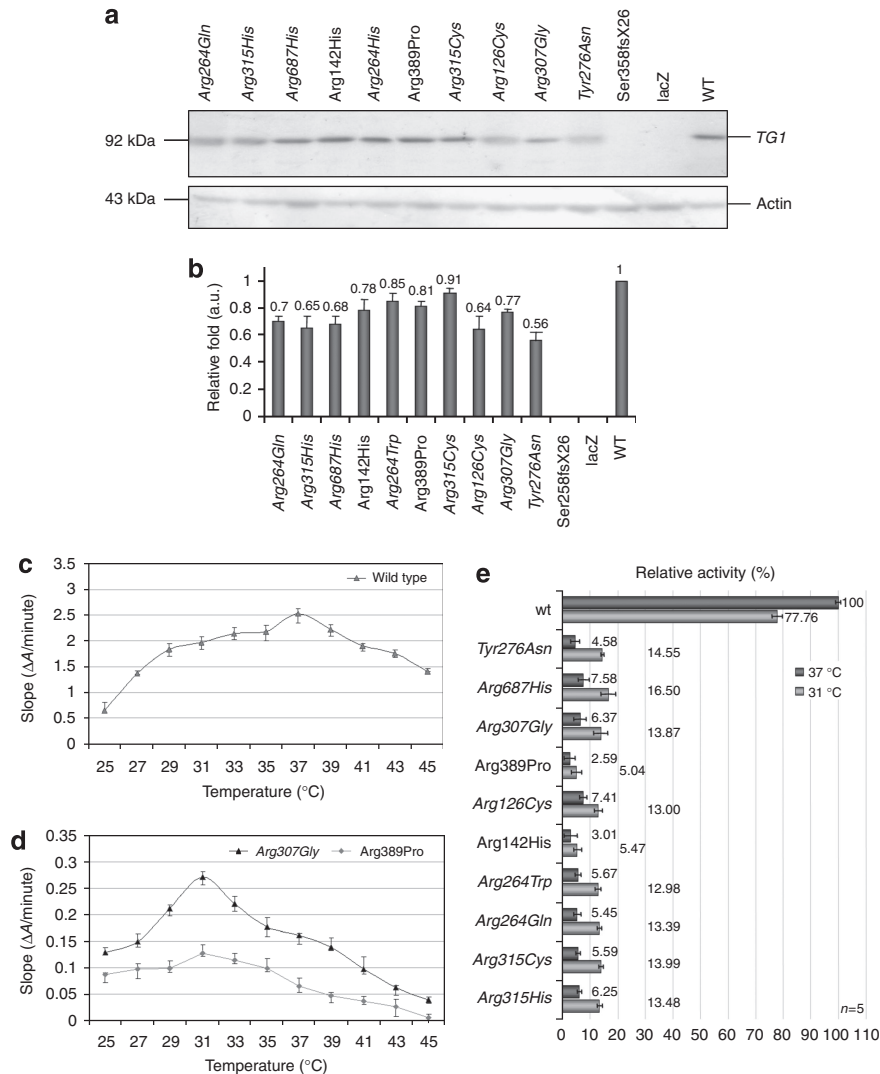 a
Arg264Gln
Arg315His
Arg687His
Arg142His
Arg264His
Arg389Pro
Arg315Cys
Arg126Cys
Arg307Gly
Tyr276Asn
Ser358fsX26
lacZ
WT
92 kDa
TG1
43 kDa
Actin
b
Relative fold (a.u.)
1
0.8
0.6
0.4
0.2
0
0.7
0.65
0.68
0.78
0.85
0.81
0.91
0.64
0.77
0.56
1
Arg264Gln
Arg315His
Arg687His
Arg142His
Arg264Trp
Arg389Pro
Arg315Cys
Arg126Cys
Arg307Gly
Tyr276Asn
Ser258fsX26
lacZ
WT
c
Slope (ΔA/minute)
3.5
3
2.5
2
1.5
1
0.5
0
Wild type
25 27 29 31 33 35 37 39 41 43 45
Temperature (°C)
d
Slope (ΔA/minute)
0.35
0.3
0.25
0.2
0.15
0.1
0.05
0
Arg307Gly Arg389Pro
25 27 29 31 33 35 37 39 41 43 45
Temperature (°C)
e
Relative activity (%)
wt
100
77.76
Tyr276Asn
4.58
14.55
Arg687His
7.58
16.50
Arg307Gly
6.37
13.87
Arg389Pro
2.59
5.04
Arg126Cys
7.41
13.00
Arg142His
3.01
5.47
Arg264Trp
5.67
12.98
Arg264Gln
5.45
13.39
Arg315Cys
5.59
13.99
Arg315His
6.25
13.48
37 °C
31 °C
n=5
0 10 20 30 40 50 60 70 80 90 100 110